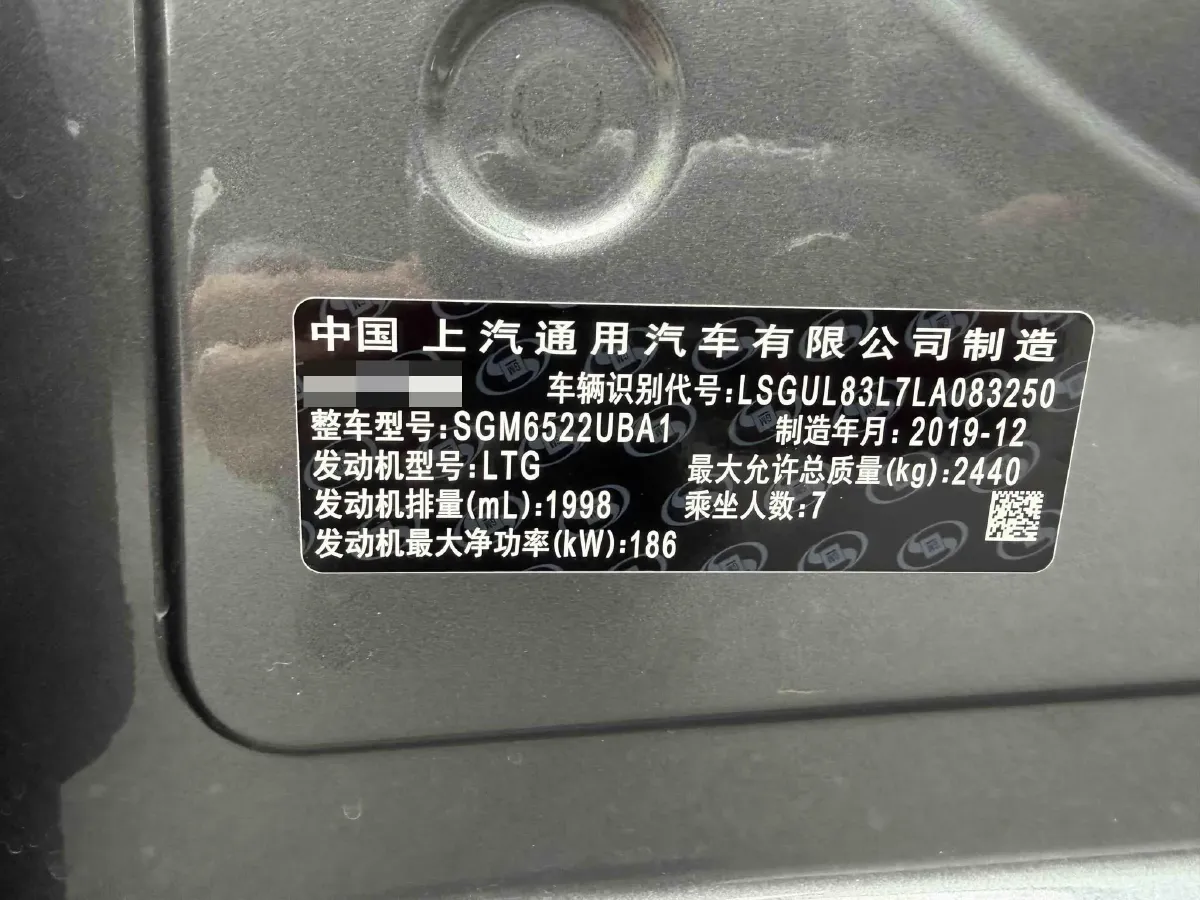 中国 上汽通用汽车有限公司制造
车辆识别代号:LSGUL83L7LA083250
整车型号:SGM6522UBA1 制造年月:2019-12
发动机型号:LTG 最大允许总质量(kg):2440
发动机排量(mL):1998 乘坐人数:7
发动机最大净功率(kW):186